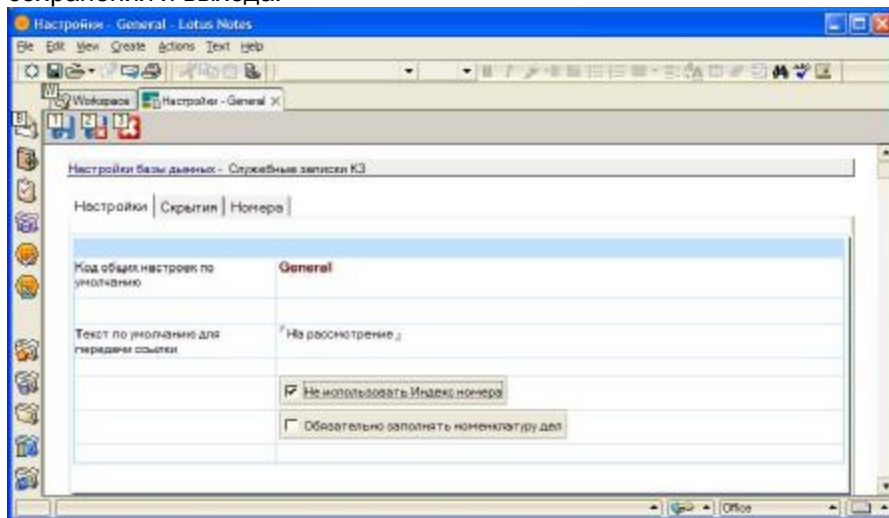 сохранения и выхода.
Настройки - General - Lotus Notes
File Edit View Create Actions Text Help
Workspace Настройки - General
Настройки базы данных - Служебные записки КЗ
Настройки Скрытия Номера
Код общих настроек по
умолчанию
General
Текст по умолчанию для
передачи ссылки
На рассмотрение
Не использовать Индекс номера
Обязательно заполнять номенклатуру дел
Office